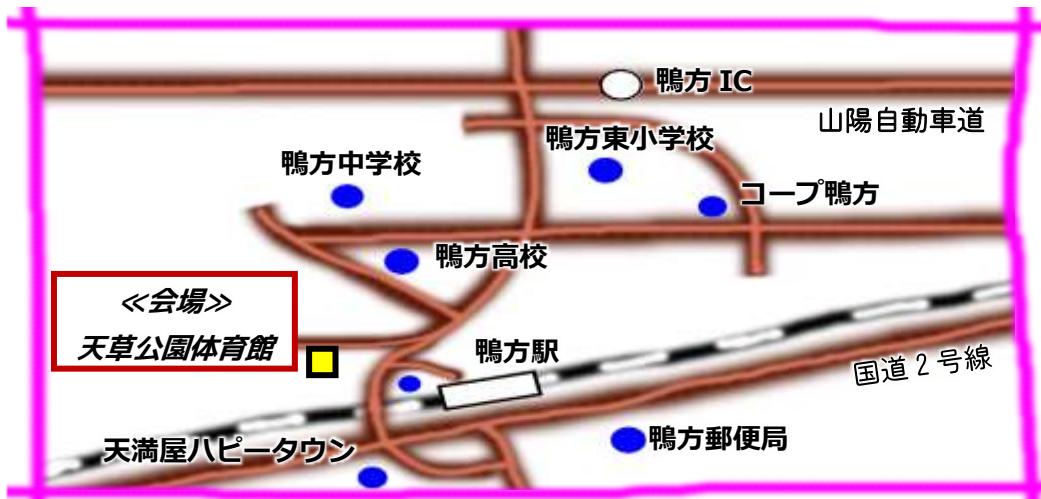 鴨方 IC
山陽自動車道
鴨方東小学校
鴨方中学校
コープ鴨方
鴨方高校
≪会場≫
天草公園体育館
鴨方駅
国道2号線
天満屋ハピータウン
鴨方郵便局